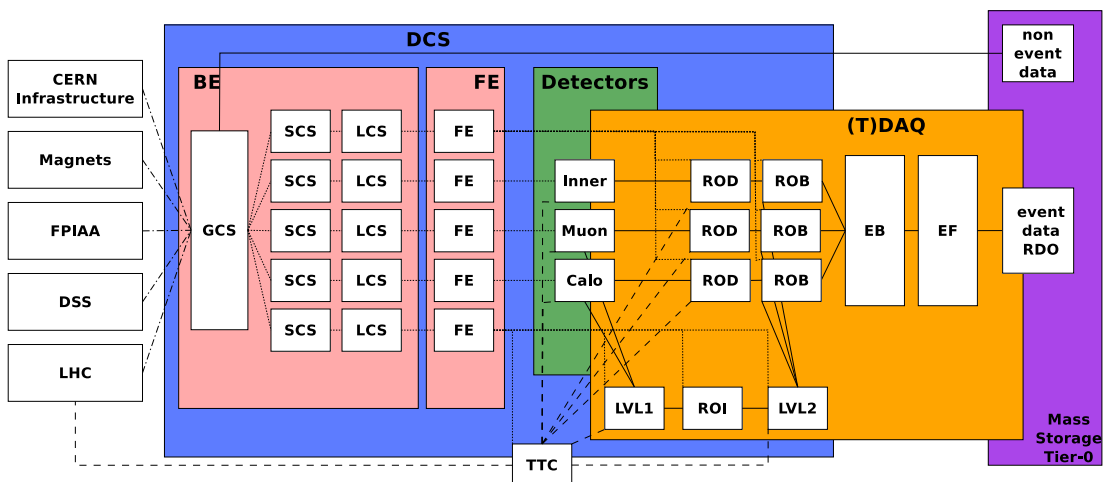 DCS
non
event
data
BE
FE
Detectors
CERN
Infrastructure
(T)DAQ
SCS
LCS
FE
Magnets
SCS
LCS
FE
Inner
ROD
ROB
FPIAA
GCS
SCS
LCS
FE
Muon
ROD
ROB
EB
EF
event
data
RDO
DSS
SCS
LCS
FE
Calo
ROD
ROB
SCS
LCS
FE
LHC
LVL1
ROI
LVL2
Mass
Storage
Tier-0
TTC